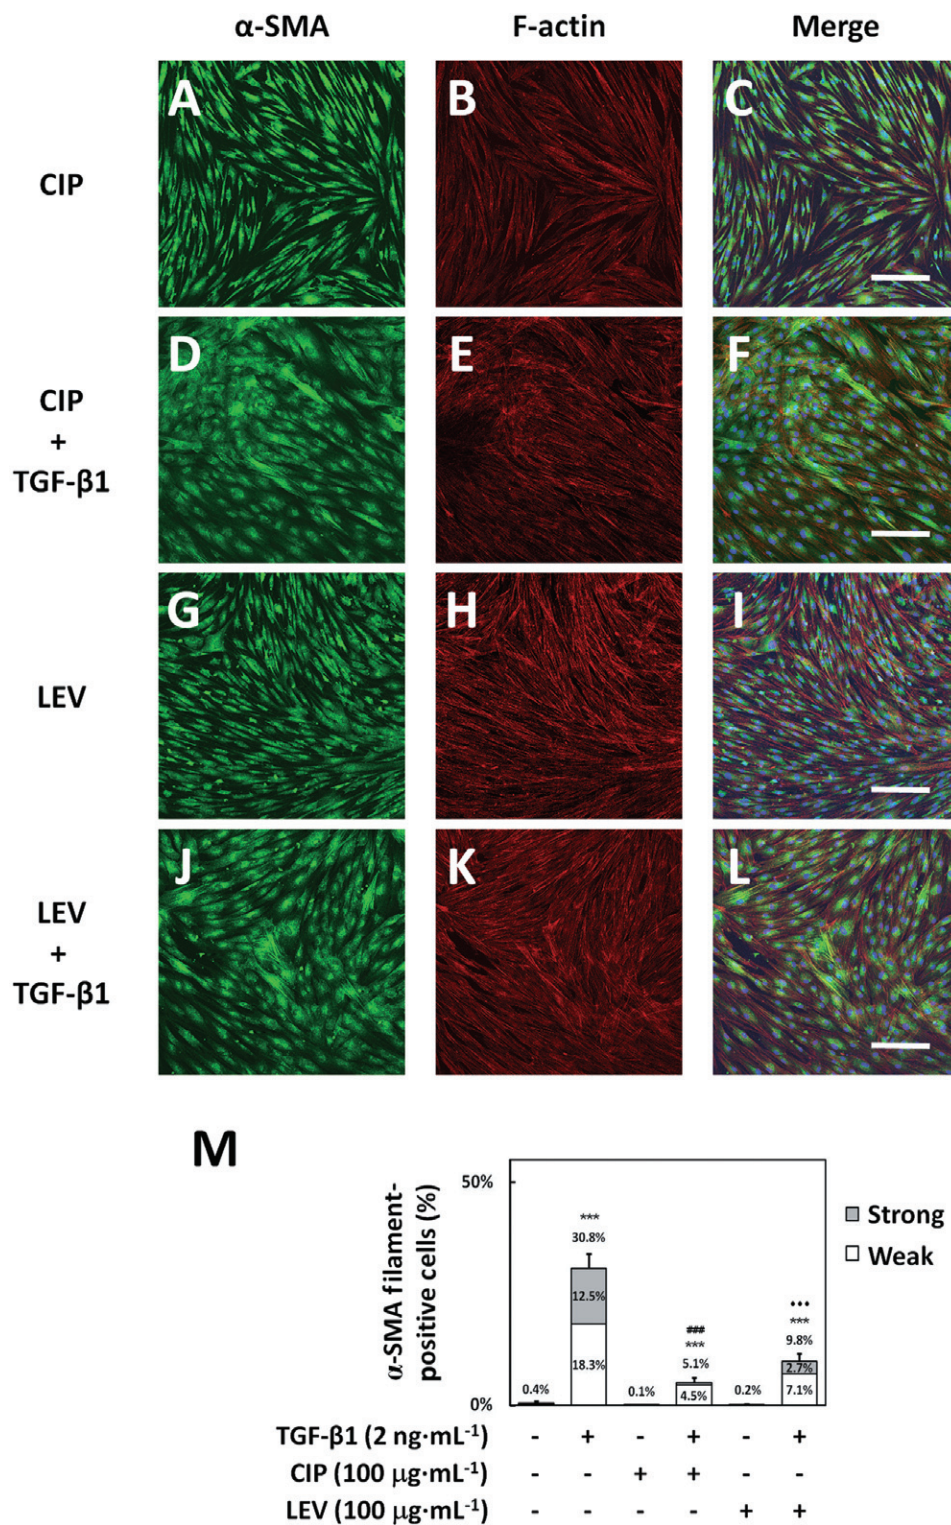 α-SMA F-actin Merge
A B C
CIP
D E F
CIP
+
TGF-β1
G H I
LEV
J K L
LEV
+
TGF-β1
M
α-SMA filament-
positive cells (%)
50%
0%
0.4%
***
30.8%
12.5%
18.3%
0.1%
###
***
5.1%
4.5%
0.2%
♦♦♦
***
9.8%
2.7%
7.1%
Strong
Weak
TGF-β1 (2 ng·mL⁻¹) - + - + - +
CIP (100 μg·mL⁻¹) - - + + - -
LEV (100 μg·mL⁻¹) - - - - + +